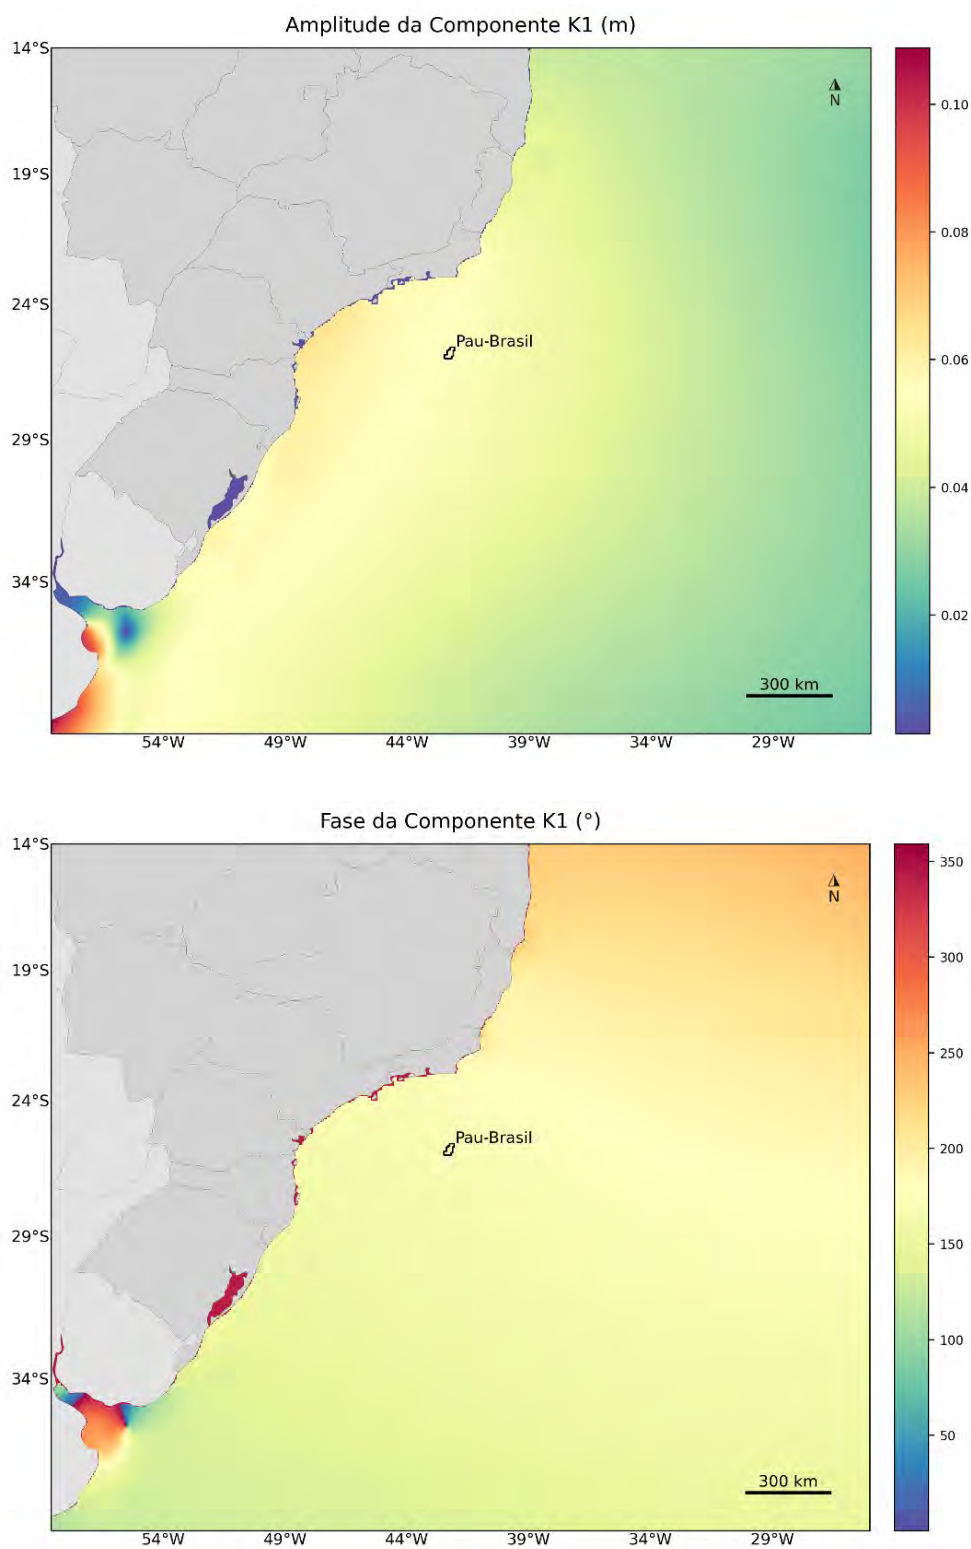 Amplitude da Componente K1 (m)
14°S
19°S
24°S
29°S
34°S
N
Pau-Brasil
300 km
54°W 49°W 44°W 39°W 34°W 29°W
0.10
0.08
0.06
0.04
0.02
Fase da Componente K1 (°)
14°S
19°S
24°S
29°S
34°S
N
Pau-Brasil
300 km
54°W 49°W 44°W 39°W 34°W 29°W
350
300
250
200
150
100
50